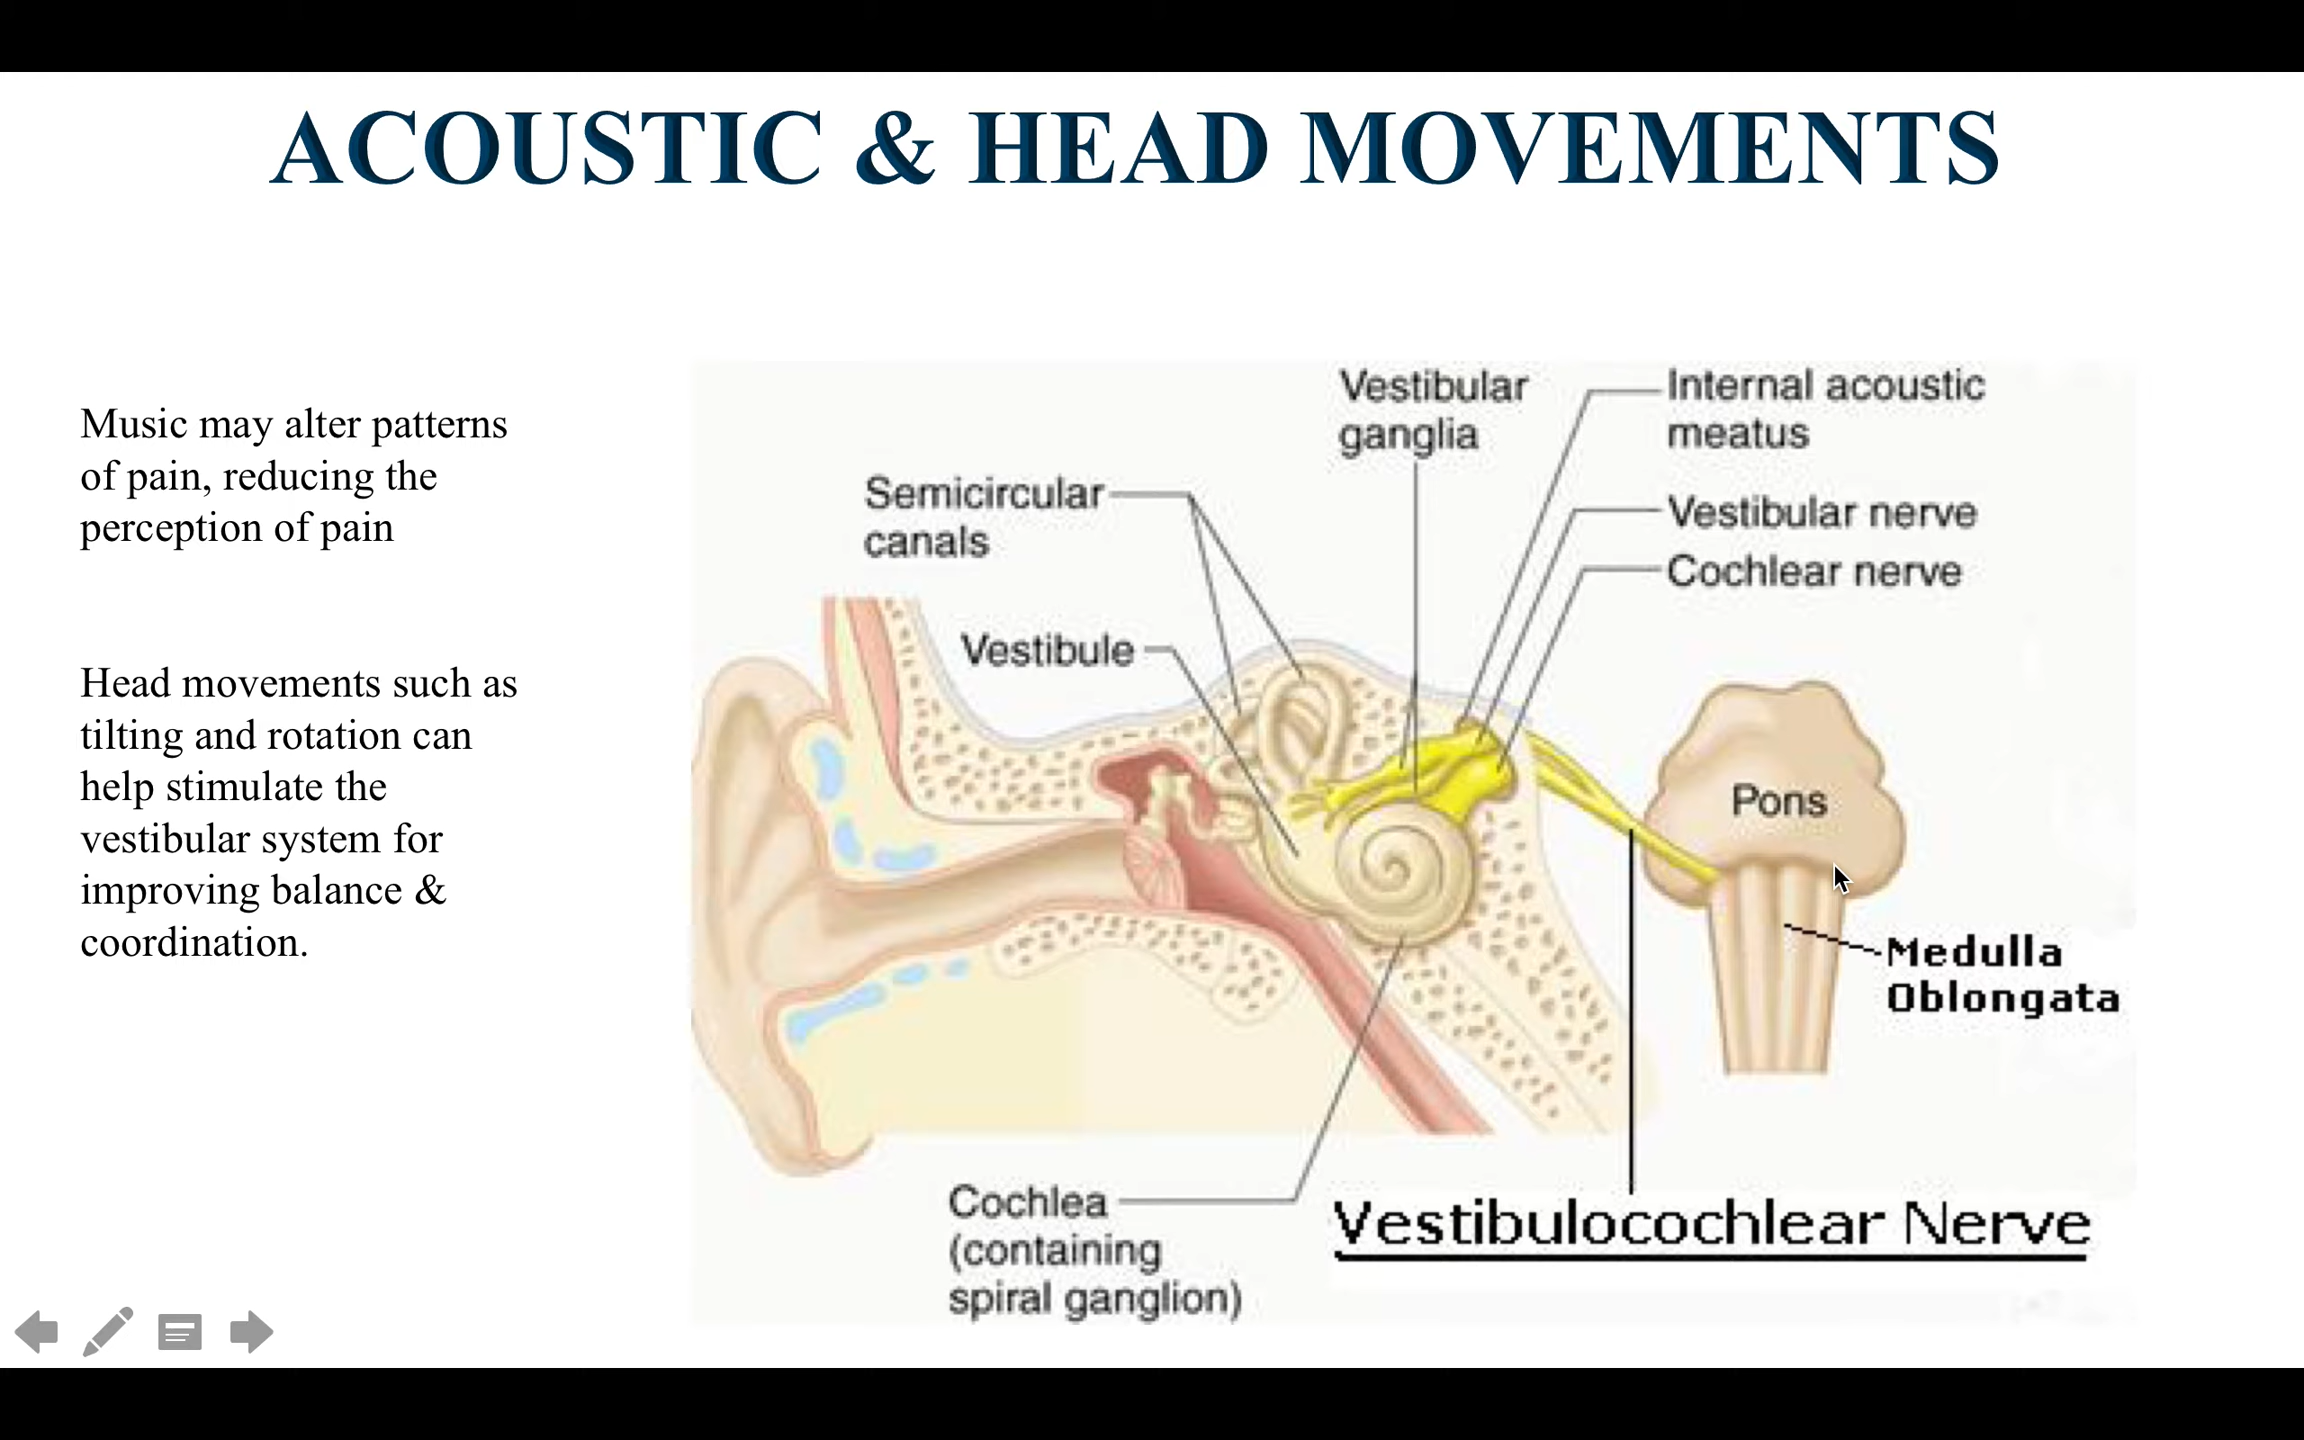 ACOUSTIC & HEAD MOVEMENTS
Music may alter patterns
of pain, reducing the
perception of pain
Head movements such as
tilting and rotation can
help stimulate the
vestibular system for
improving balance &
coordination.
Vestibular
ganglia
Internal acoustic
meatus
Semicircular
canals
Vestibular nerve
Cochlear nerve
Vestibule
Pons
Medulla
Oblongata
Cochlea
(containing
spiral ganglion)
Vestibulocochlear Nerve